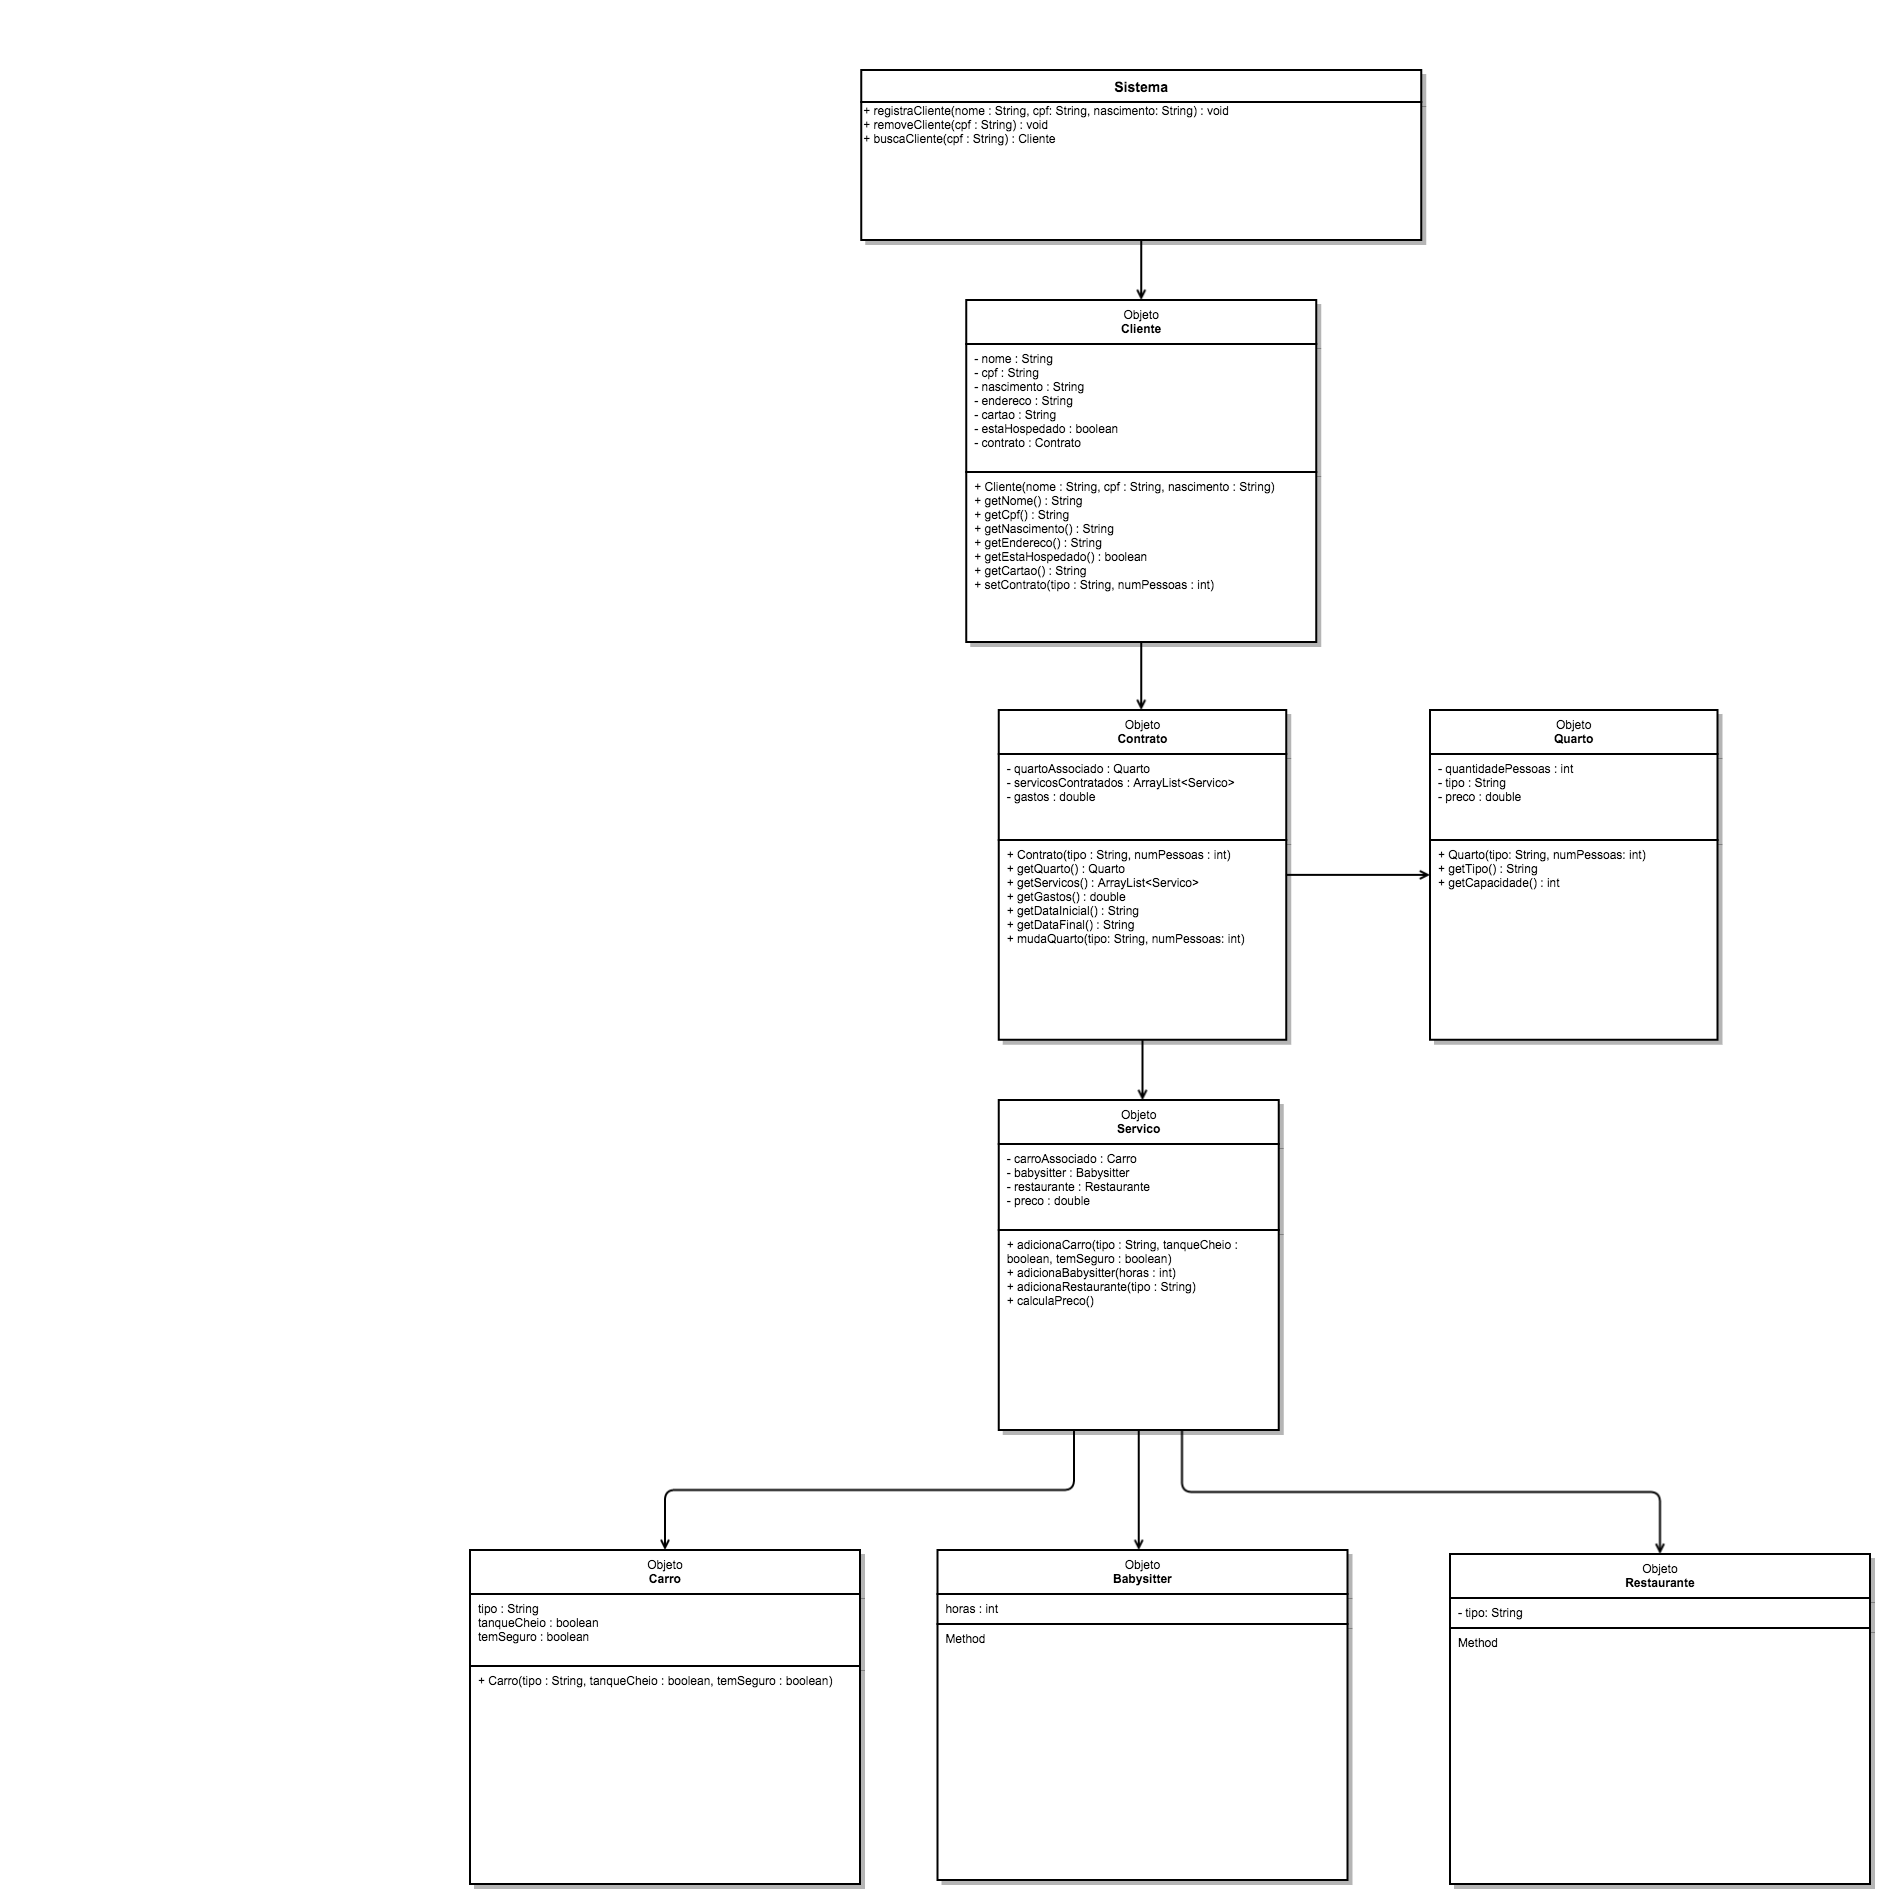 Sistema
+ registraCliente(nome : String, cpf: String, nascimento: String) : void
+ removeCliente(cpf : String) : void
+ buscaCliente(cpf : String) : Cliente
Objeto
Cliente
- nome : String
- cpf : String
- nascimento : String
- endereco : String
- cartao : String
- estaHospedado : boolean
- contrato : Contrato
+ Cliente(nome : String, cpf : String, nascimento : String)
+ getNome() : String
+ getCpf() : String
+ getNascimento() : String
+ getEndereco() : String
+ getEstaHospedado() : boolean
+ getCartao() : String
+ setContrato(tipo : String, numPessoas : int)
Objeto
Contrato
- quartoAssociado : Quarto
- servicosContratados : ArrayList<Servico>
- gastos : double
+ Contrato(tipo : String, numPessoas : int)
+ getQuarto() : Quarto
+ getServicos() : ArrayList<Servico>
+ getGastos() : double
+ getDataInicial() : String
+ getDataFinal() : String
+ mudaQuarto(tipo: String, numPessoas: int)
Objeto
Quarto
- quantidadePessoas : int
- tipo : String
- preco : double
+ Quarto(tipo: String, numPessoas: int)
+ getTipo() : String
+ getCapacidade() : int
Objeto
Servico
- carroAssociado : Carro
- babysitter : Babysitter
- restaurante : Restaurante
- preco : double
+ adicionaCarro(tipo : String, tanqueCheio :
boolean, temSeguro : boolean)
+ adicionaBabysitter(horas : int)
+ adicionaRestaurante(tipo : String)
+ calculaPreco()
Objeto
Carro
tipo : String
tanqueCheio : boolean
temSeguro : boolean
+ Carro(tipo : String, tanqueCheio : boolean, temSeguro : boolean)
Objeto
Babysitter
horas : int
Method
Objeto
Restaurante
- tipo: String
Method